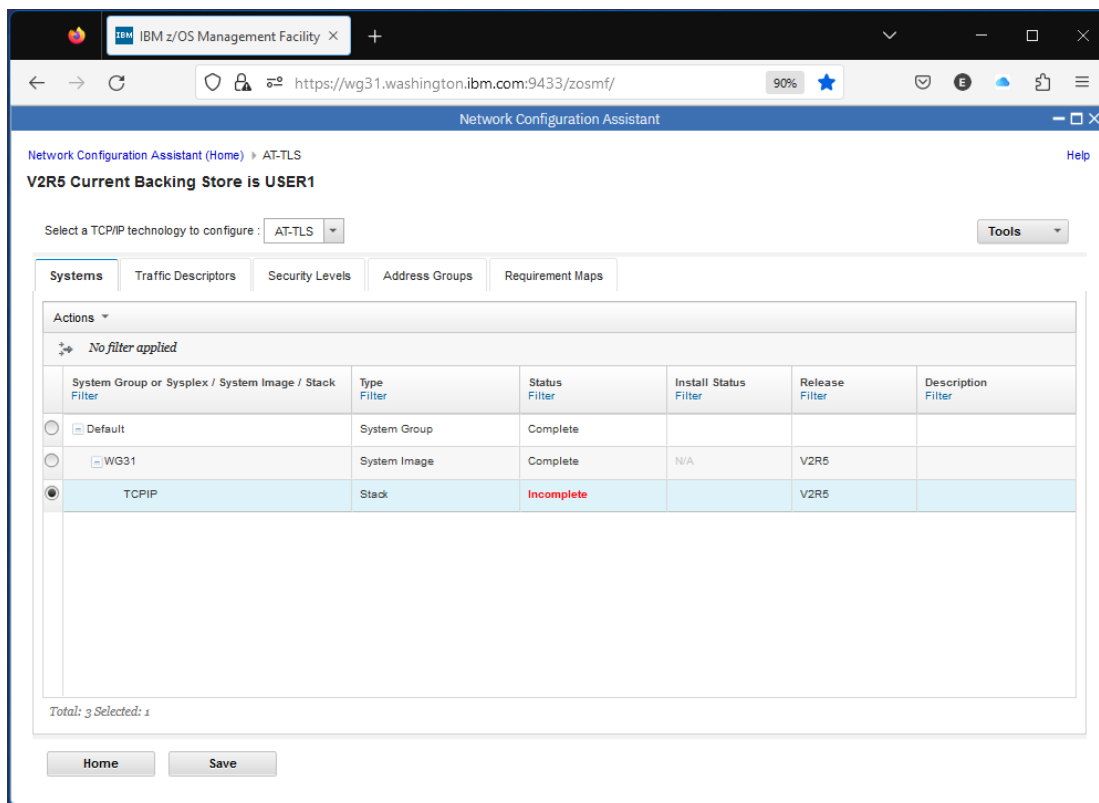 IBM IBM z/OS Management Facility
https://wg31.washington.ibm.com:9433/zosmf/ 90% E
Network Configuration Assistant
Network Configuration Assistant (Home) AT-TLS Help
V2R5 Current Backing Store is USER1
Select a TCP/IP technology to configure : AT-TLS Tools
Systems Traffic Descriptors Security Levels Address Groups Requirement Maps
Actions
No filter applied
System Group or Sysplex / System Image / Stack Type Status Install Status Release Description
Filter Filter Filter Filter Filter Filter
Default System Group Complete
WG31 System Image Complete N/A V2R5
TCPIP Stack Incomplete V2R5
Total: 3 Selected: 1
Home Save